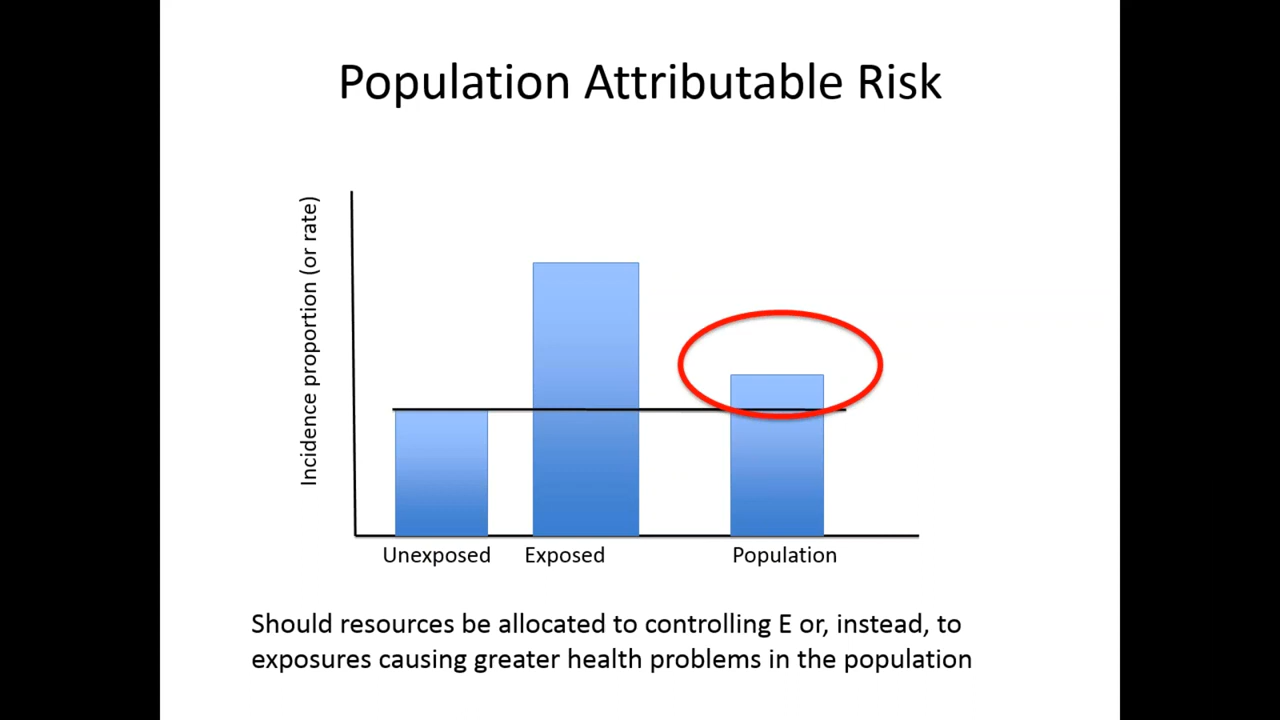 Population Attributable Risk
Incidence proportion (or rate)
Unexposed
Exposed
Population
Should resources be allocated to controlling E or, instead, to
exposures causing greater health problems in the population